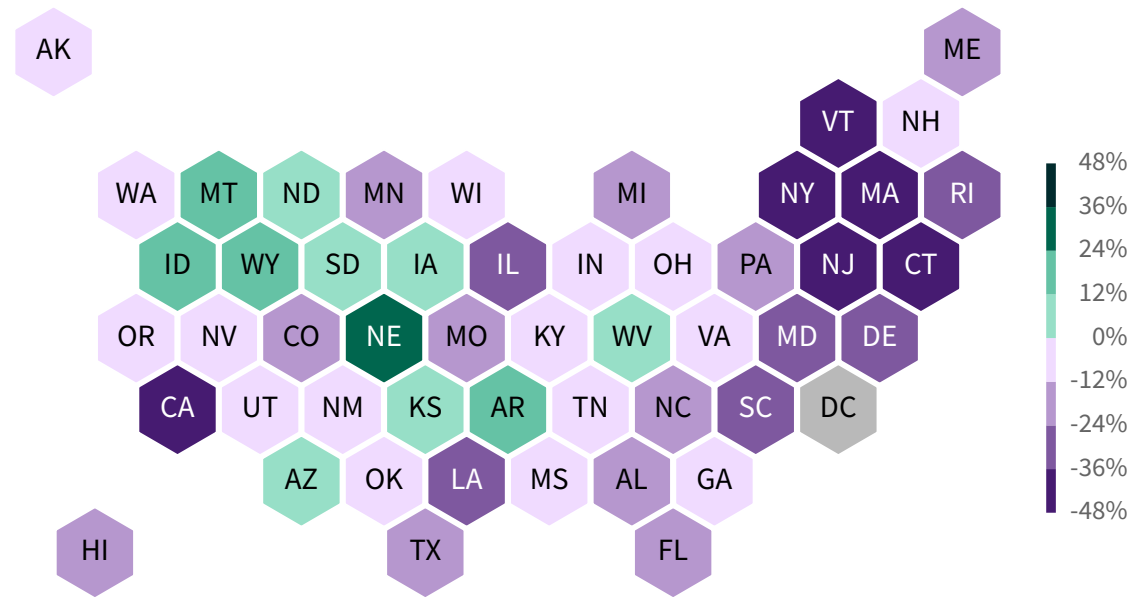 AK ME
VT NH
WA MT ND MN WI MI NY MA RI
ID WY SD IA IL IN OH PA NJ CT
OR NV CO NE MO KY WV VA MD DE
CA UT NM KS AR TN NC SC DC
AZ OK LA MS AL GA
HI TX FL
48%
36%
24%
12%
0%
-12%
-24%
-36%
-48%